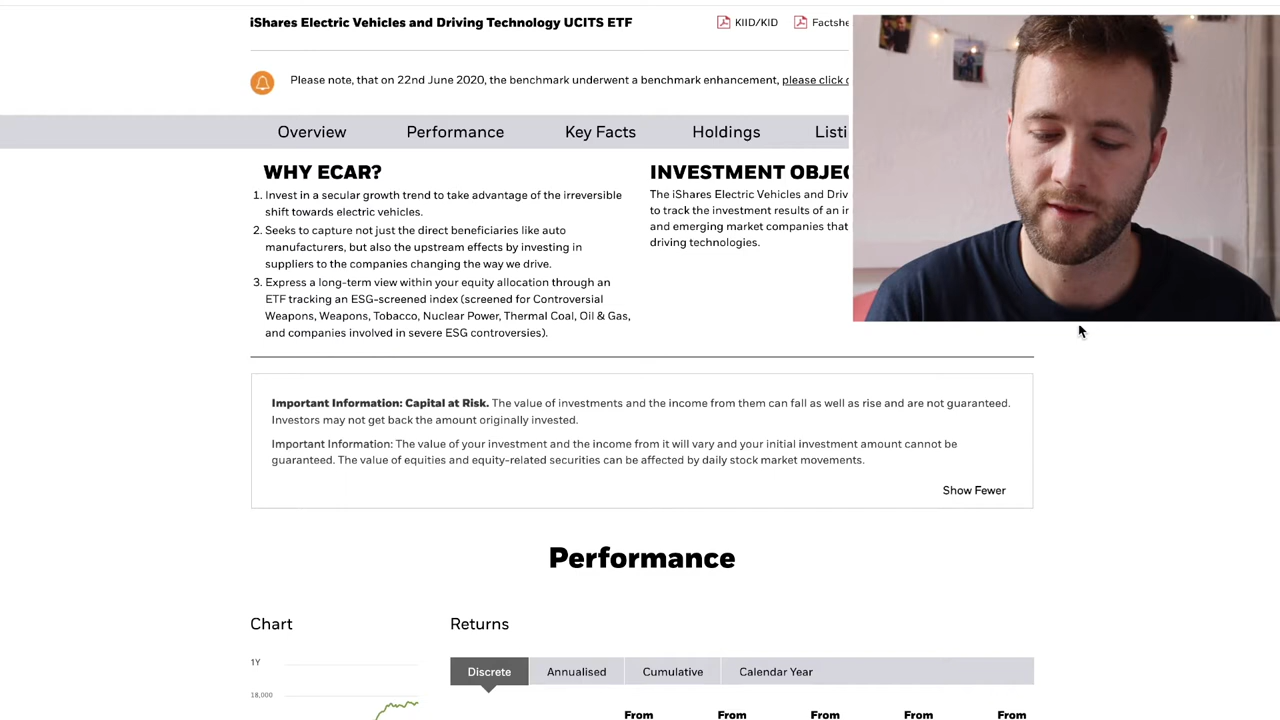 iShares Electric Vehicles and Driving Technology UCITS ETF
KIID/KID
Please note, that on 22nd June 2020, the benchmark underwent a benchmark enhancement, please click
Overview
Performance
Key Facts
Holdings
WHY ECAR?
1. Invest in a secular growth trend to take advantage of the irreversible
shift towards electric vehicles.
2. Seeks to capture not just the direct beneficiaries like auto
manufacturers, but also the upstream effects by investing in
suppliers to the companies changing the way we drive.
3. Express a long-term view within your equity allocation through an
ETF tracking an ESG-screened index (screened for Controversial
Weapons, Weapons, Tobacco, Nuclear Power, Thermal Coal, Oil & Gas,
and companies involved in severe ESG controversies).
INVESTMENT
The iShares Electric Vehicles and
to track the investment results of an
and emerging market companies that
driving technologies.
Important Information: Capital at Risk. The value of investments and the income from them can fall as well as rise and are not guaranteed.
Investors may not get back the amount originally invested.
Important Information: The value of your investment and the income from it will vary and your initial investment amount cannot be
guaranteed. The value of equities and equity-related securities can be affected by daily stock market movements.
Show Fewer
Performance
Chart
Returns
1Y
Discrete
Annualised
Cumulative
Calendar Year
18,000
From
From
From
From
From